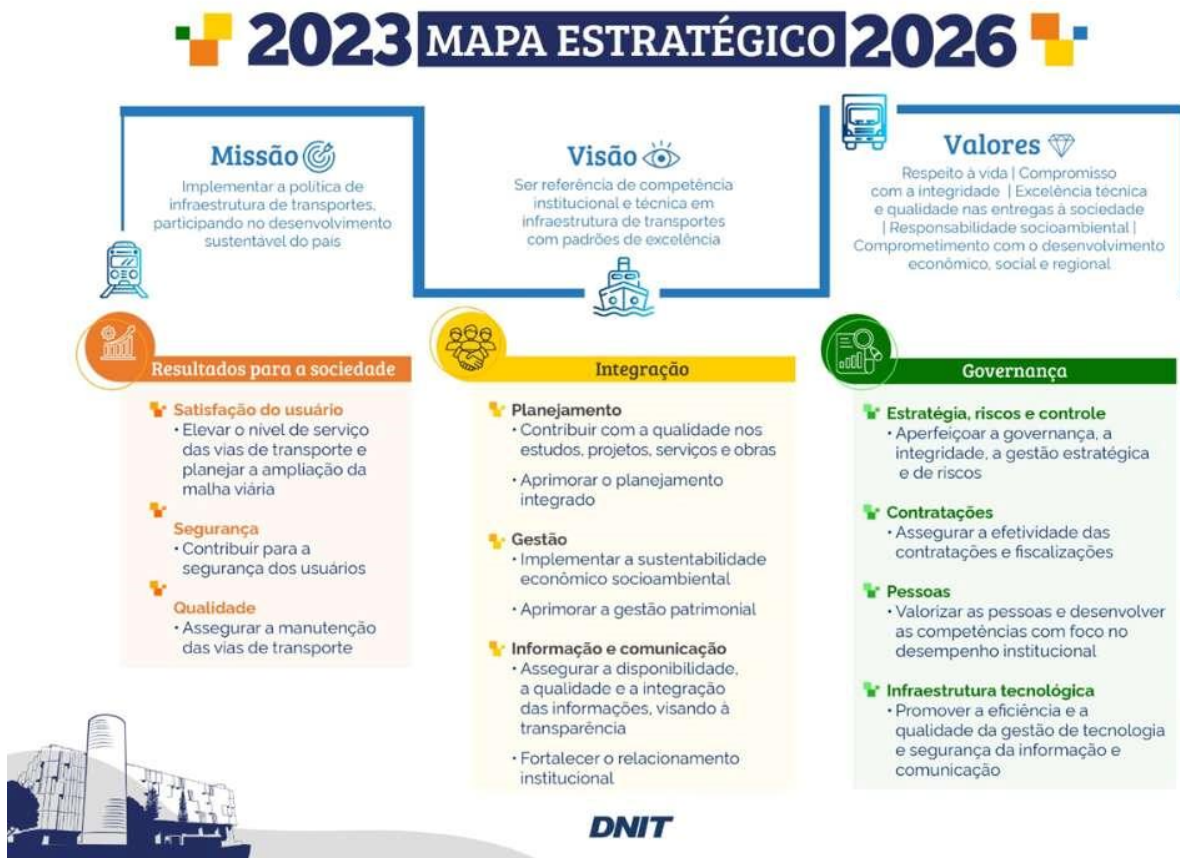 2023 MAPA ESTRATÉGICO 2026
Missão
Implementar a política de
infraestrutura de transportes,
participando no desenvolvimento
sustentável do país
Visão
Ser referência de competência
institucional e técnica em
infraestrutura de transportes
com padrões de excelência
Valores
Respeito à vida | Compromisso
com a integridade | Excelência técnica
e qualidade nas entregas à sociedade
| Responsabilidade socioambiental |
Comprometimento com o desenvolvimento
econômico, social e regional
Resultados para a sociedade
Satisfação do usuário
• Elevar o nível de serviço
das vias de transporte e
planejar a ampliação da
malha viária
Segurança
• Contribuir para a
segurança dos usuários
Qualidade
• Assegurar a manutenção
das vias de transporte
Integração
Planejamento
• Contribuir com a qualidade nos
estudos, projetos, serviços e obras
• Aprimorar o planejamento
integrado
Gestão
• Implementar a sustentabilidade
econômico socioambiental
• Aprimorar a gestão patrimonial
Informação e comunicação
• Assegurar a disponibilidade,
a qualidade e a integração
das informações, visando à
transparência
• Fortalecer o relacionamento
institucional
Governança
Estratégia, riscos e controle
• Aperfeiçoar a governança, a
integridade, a gestão estratégica
e de riscos
Contratações
• Assegurar a efetividade das
contratações e fiscalizações
Pessoas
• Valorizar as pessoas e desenvolver
as competências com foco no
desempenho institucional
Infraestrutura tecnológica
• Promover a eficiência e a
qualidade da gestão de tecnologia
e segurança da informação e
comunicação
DNIT